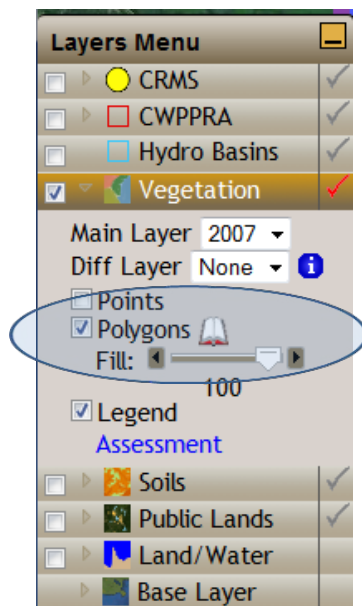 Layers Menu
CRMS
CWPPRA
Hydro Basins
Vegetation
Main Layer 2007
Diff Layer None i
Points
Polygons
Fill:
100
Legend
Assessment
Soils
Public Lands
Land/Water
Base Layer